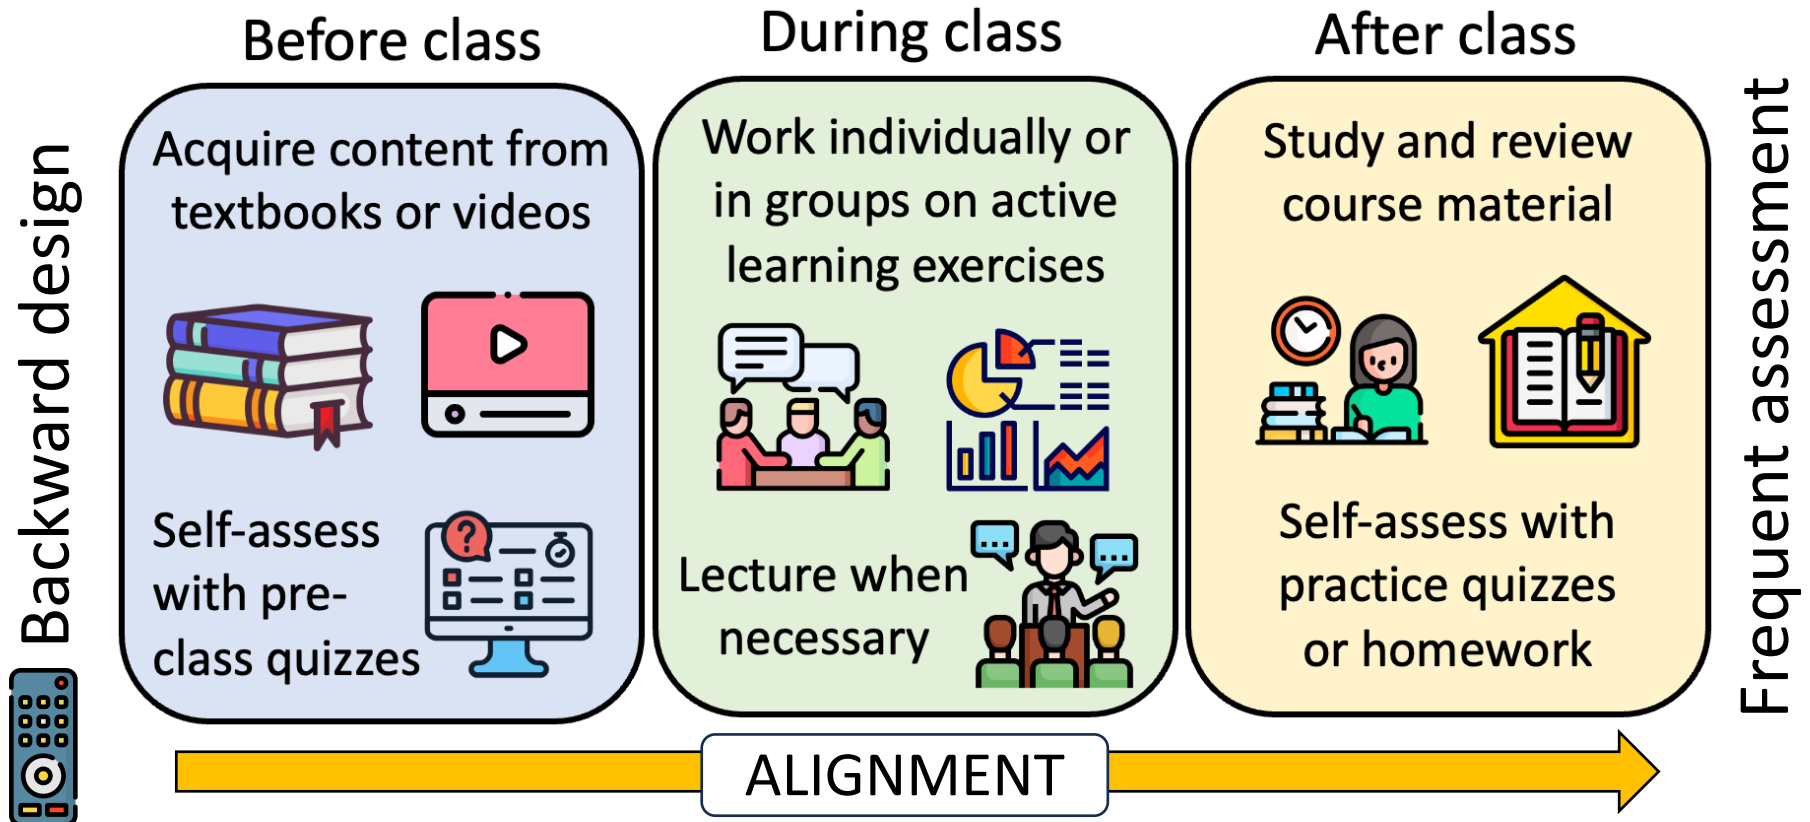 Backward design
Before class
Acquire content from
textbooks or videos
?
Self-assess
with pre-
class quizzes
During class
Work individually or
in groups on active
learning exercises
Lecture when
necessary
...
...
After class
Study and review
course material
Self-assess with
practice quizzes
or homework
Frequent assessment
ALIGNMENT